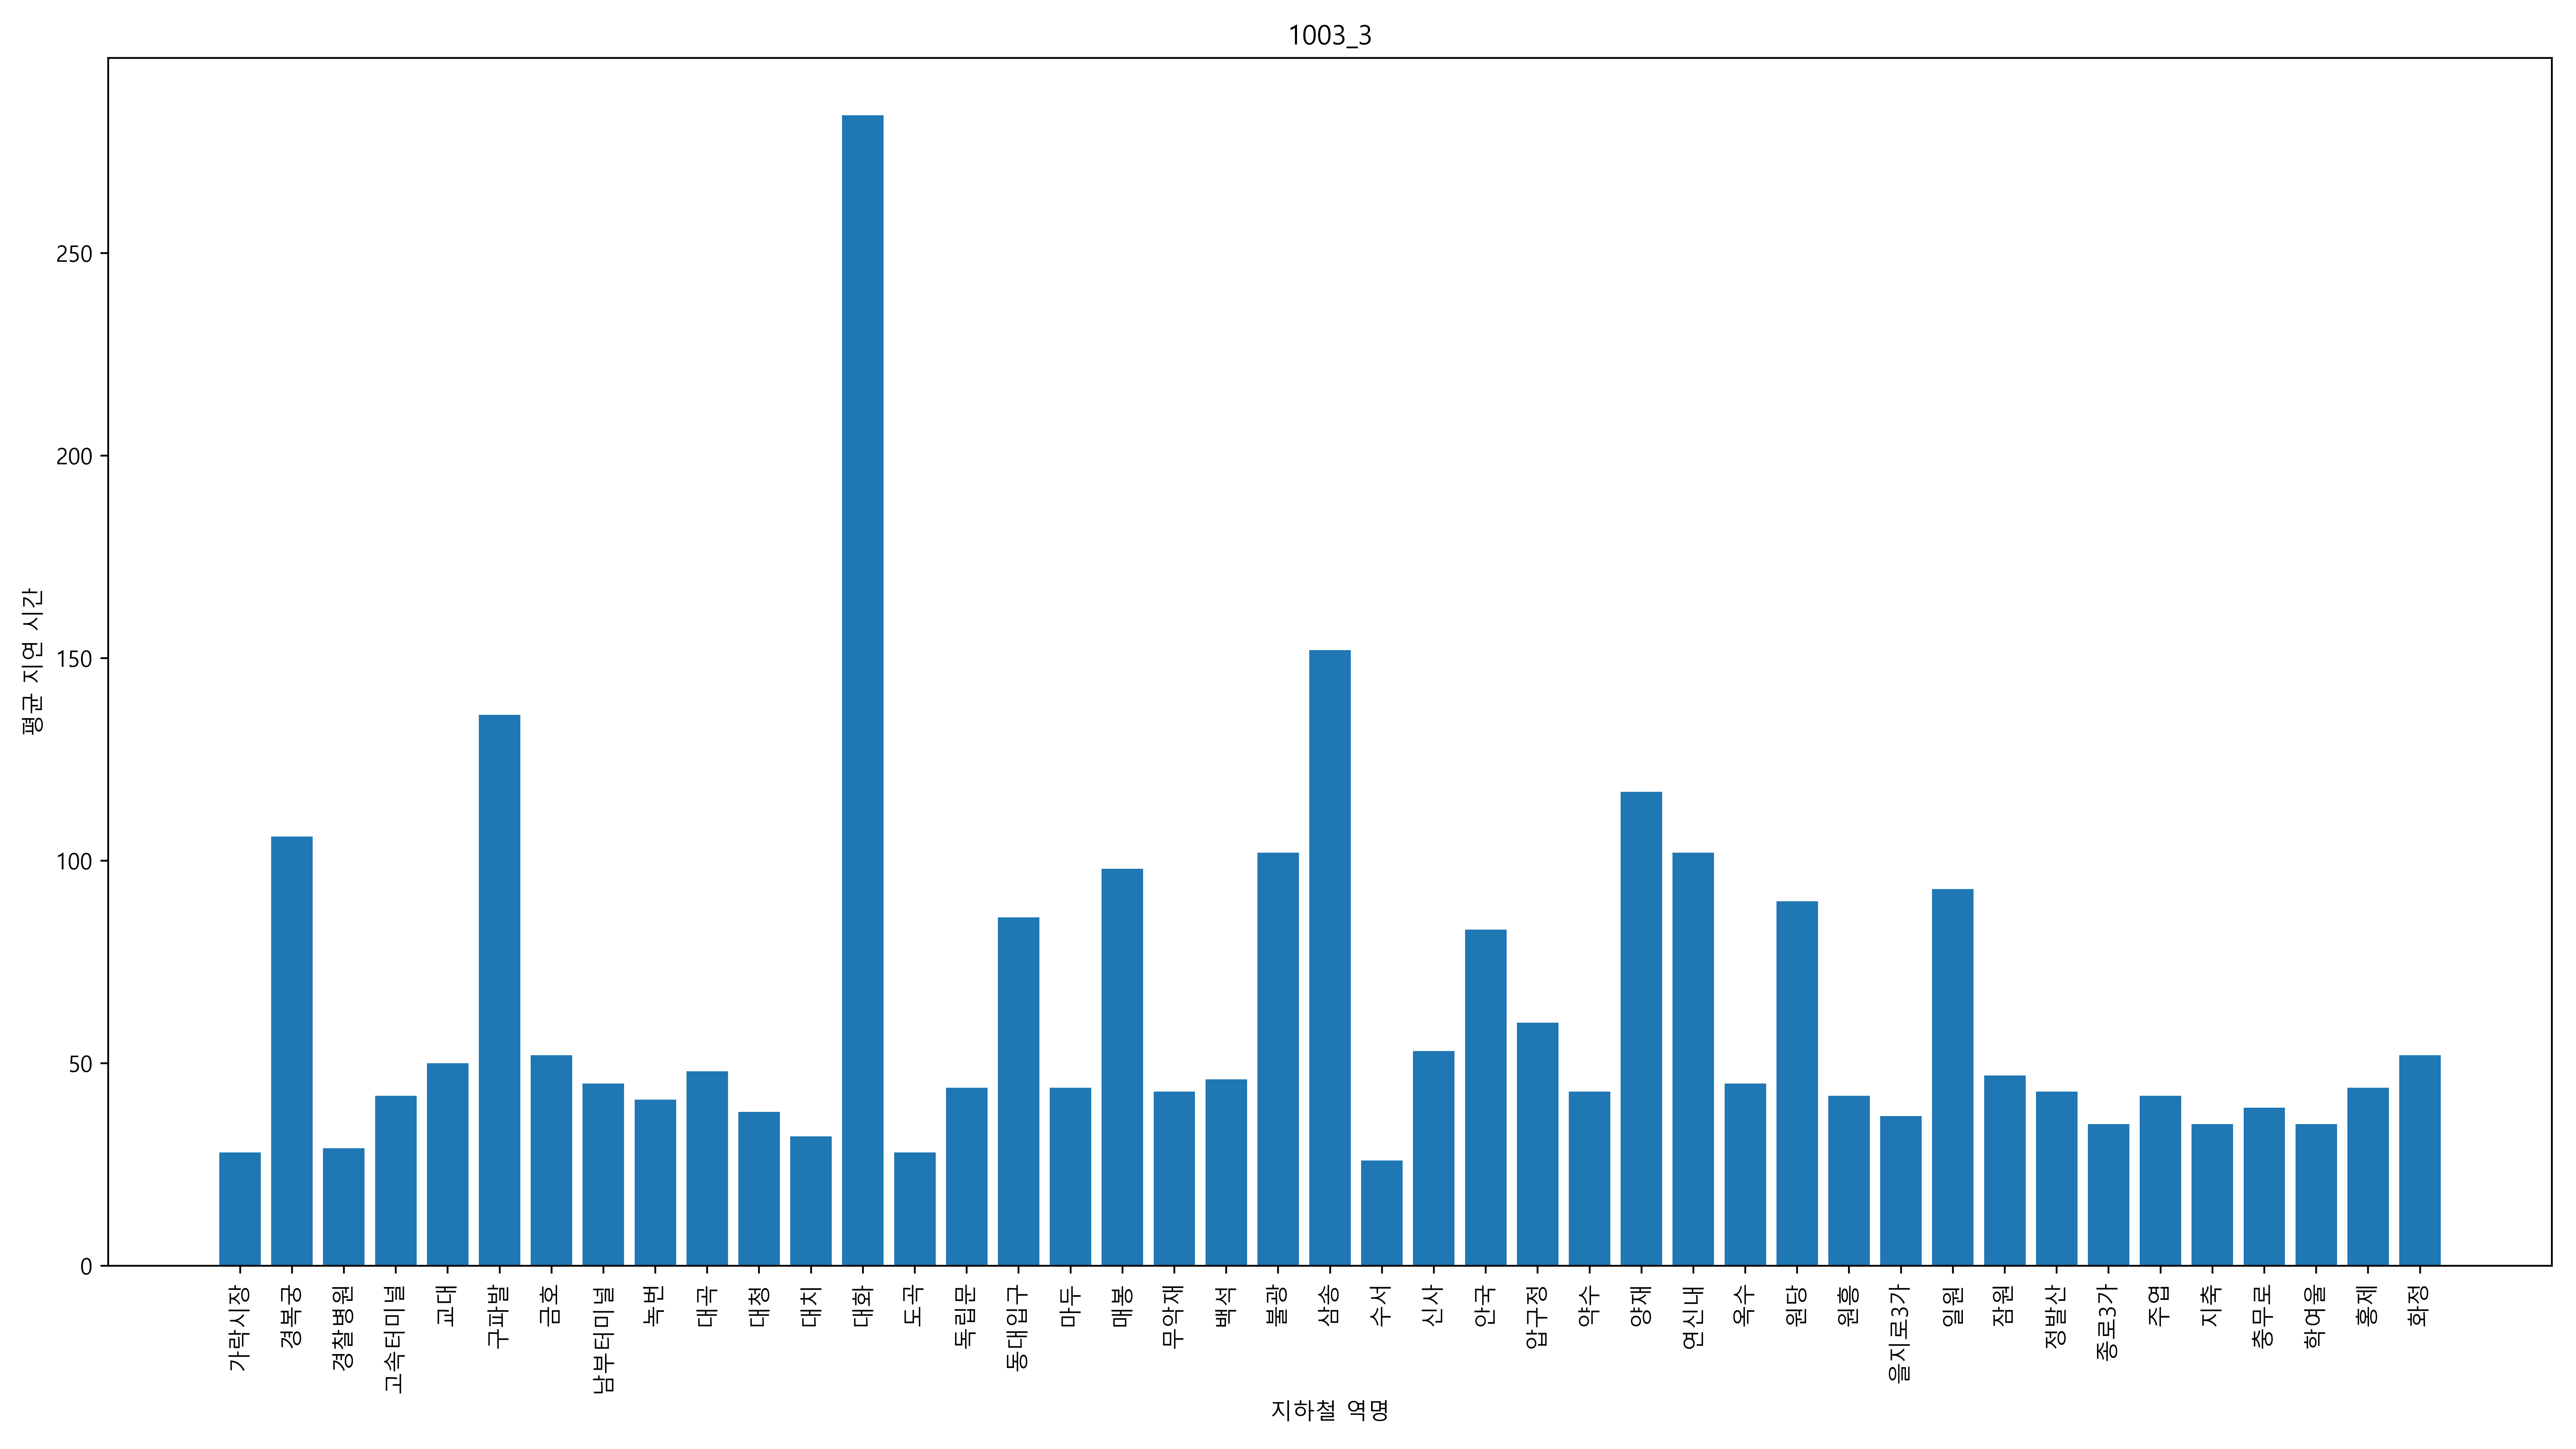 1003_3
평균 지연 시간
250
200
150
100
50
0
가락시장
경복궁
경찰병원
고속터미널
교대
구파발
금호
남부터미널
녹번
대곡
대청
대치
대화
도곡
독립문
동대입구
마두
매봉
무악재
백석
불광
삼송
수서
신사
안국
압구정
약수
양재
연신내
옥수
원당
원흥
을지로3가
일원
잠원
정발산
종로3가
주엽
지축
충무로
학여울
홍제
화정
지하철 역명